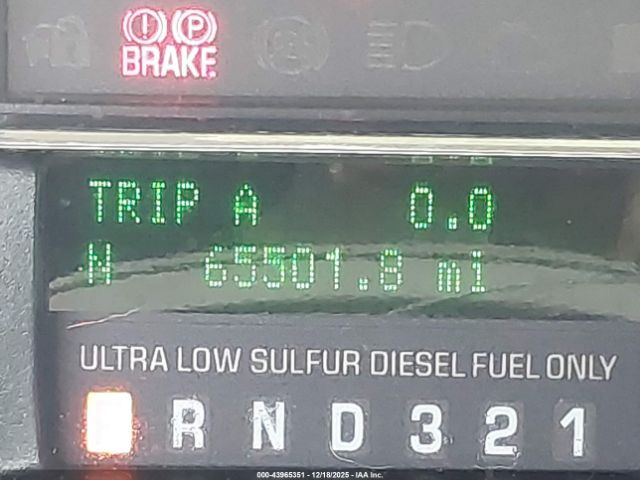 BRAKE
TRIP A 0.0
N 65501.8 mi
ULTRA LOW SULFUR DIESEL FUEL ONLY
R N D 3 2 1
000-43965351 - 12/18/2025 - IAA Inc.